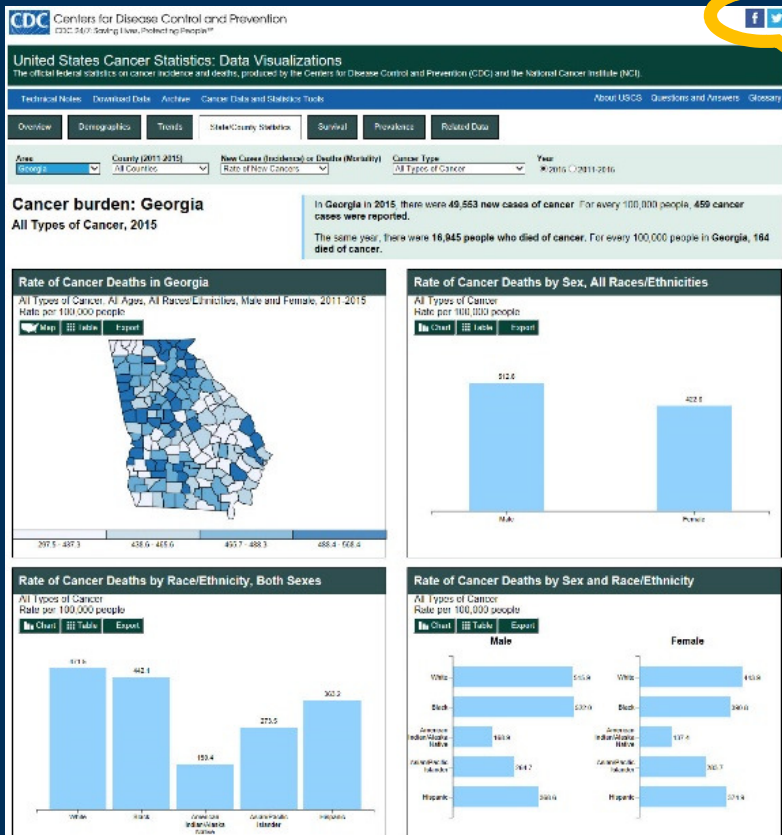 CDC Centers for Disease Control and Prevention
CDC 24/7 Saving Lives, Protecting People™
United States Cancer Statistics: Data Visualizations
The official federal statistics on cancer incidence and deaths, produced by the Centers for Disease Control and Prevention (CDC) and the National Cancer Institute (NCI).
Technical Notes Download Data Archive Cancer Data and Statistics Tools About USCS Questions and Answers Glossary
Overview Demographics Trends State/County Statistics Survival Prevalence Related Data
Area County (2011-2015) New Cases (Incidence) or Deaths (Mortality) Cancer Type Year
Georgia All Counties Rate of New Cancers All Types of Cancer 2011-2015
Cancer burden: Georgia
All Types of Cancer, 2015
In Georgia in 2015, there were 49,553 new cases of cancer. For every 100,000 people, 459 cancer
cases were reported.
The same year, there were 16,945 people who died of cancer. For every 100,000 people in Georgia, 164
died of cancer.
Rate of Cancer Deaths in Georgia
All Types of Cancer, All Ages, All Races/Ethnicities, Male and Female, 2011-2015
Rate per 100,000 people
Map Table Export
297.5 - 437.3 438.6 - 465.6 488.4 - 568.4
Rate of Cancer Deaths by Sex, All Races/Ethnicities
All Types of Cancer
Rate per 100,000 people
Chart Table Export
Male Female
Rate of Cancer Deaths by Race/Ethnicity, Both Sexes
All Types of Cancer
Rate per 100,000 people
Chart Table Export
442.1
White Black American Indian/Alaska Native Asian/Pacific Islander Hispanic
Rate of Cancer Deaths by Sex and Race/Ethnicity
All Types of Cancer
Rate per 100,000 people
Chart Table Export
Male Female
White White
Black Black
American Indian/Alaska Native American Indian/Alaska Native
Asian/Pacific Islander Asian/Pacific Islander
Hispanic Hispanic